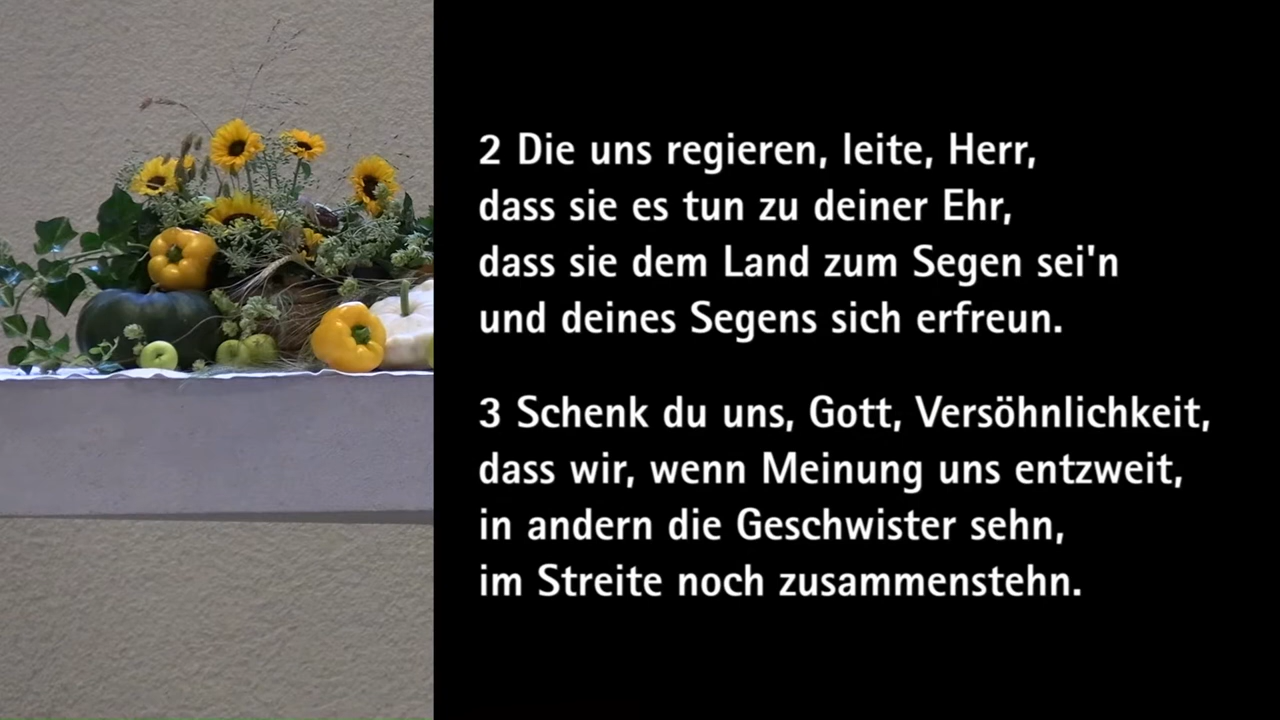 2 Die uns regieren, leite, Herr,
dass sie es tun zu deiner Ehr,
dass sie dem Land zum Segen sei'n
und deines Segens sich erfreun.
3 Schenk du uns, Gott, Versöhnlichkeit,
dass wir, wenn Meinung uns entzweit,
in andern die Geschwister sehn,
im Streite noch zusammenstehn.